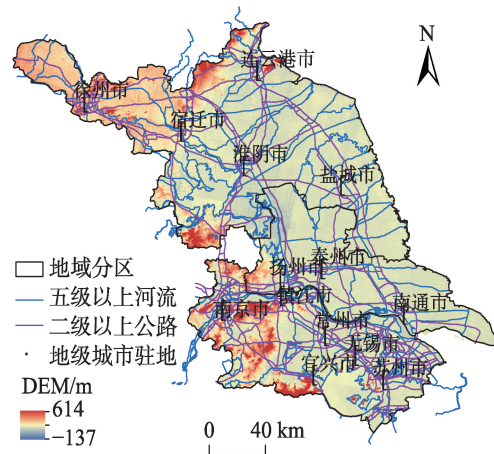 N
连云港市
徐州市
宿迁市
淮阴市
盐城市
泰州市
扬州市
镇江市
南京市
南通市
常州市
无锡市
宜兴市
苏州市
地域分区
五级以上河流
二级以上公路
地级城市驻地
DEM/m
614
−137
0 40 km